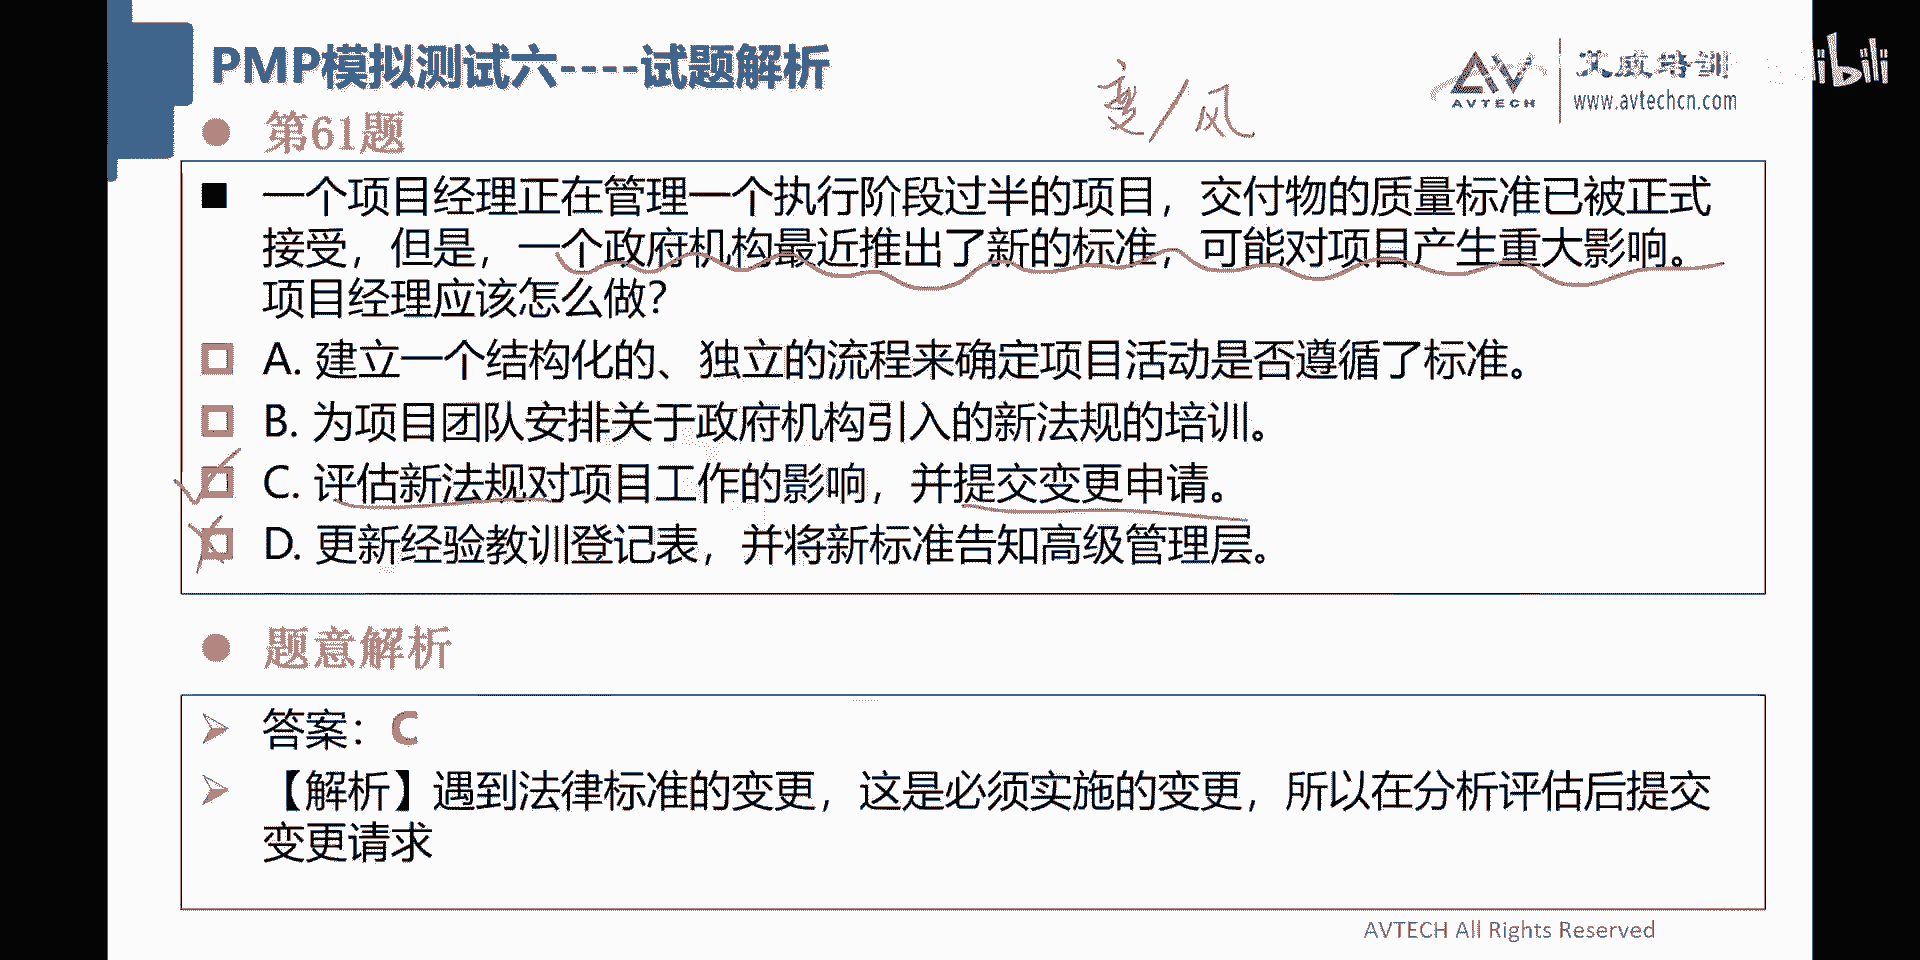 PMP模拟测试六----试题解析
变/风
AVTECH
艾威培训
www.avtechcn.com
bili
第61题
一个项目经理正在管理一个执行阶段过半的项目，交付物的质量标准已被正式
接受，但是，一个政府机构最近推出了新的标准，可能对项目产生重大影响。
项目经理应该怎么做？
A. 建立一个结构化的、独立的流程来确定项目活动是否遵循了标准。
B. 为项目团队安排关于政府机构引入的新法规的培训。
C. 评估新法规对项目工作的影响，并提交变更申请。
D. 更新经验教训登记表，并将新标准告知高级管理层。
题意解析
答案：C
【解析】遇到法律标准的变更，这是必须实施的变更，所以在分析评估后提交
变更请求
AVTECH All Rights Reserved